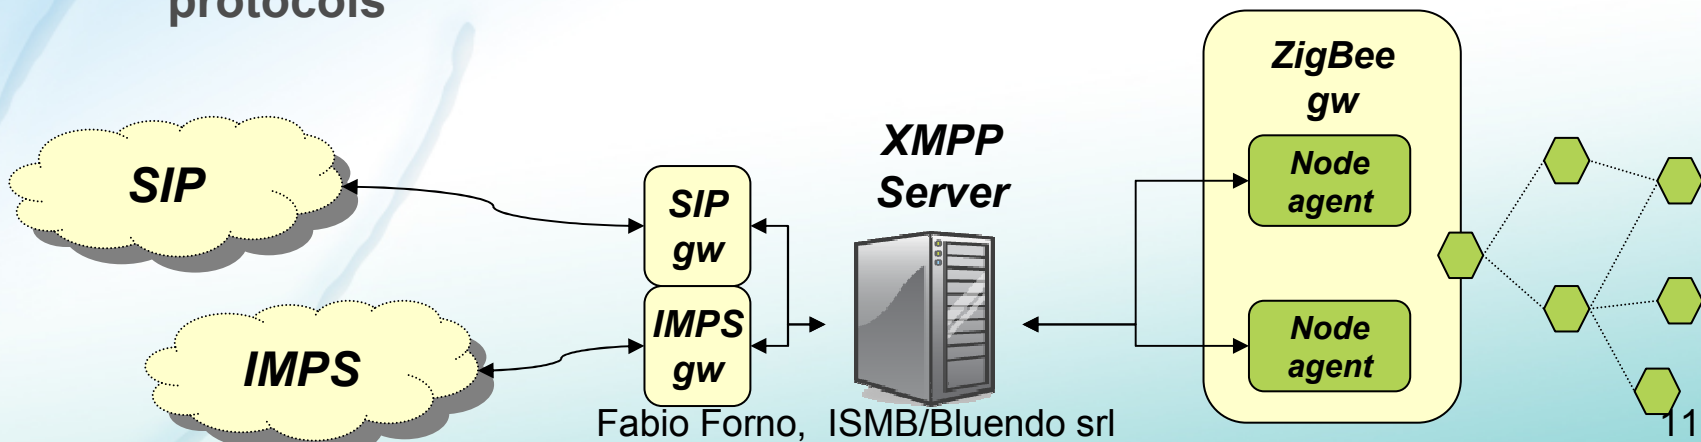 protocols
SIP
IMPS
SIP
gw
IMPS
gw
XMPP
Server
ZigBee
gw
Node
agent
Node
agent
Fabio Forno, ISMB/Bluendo srl
11